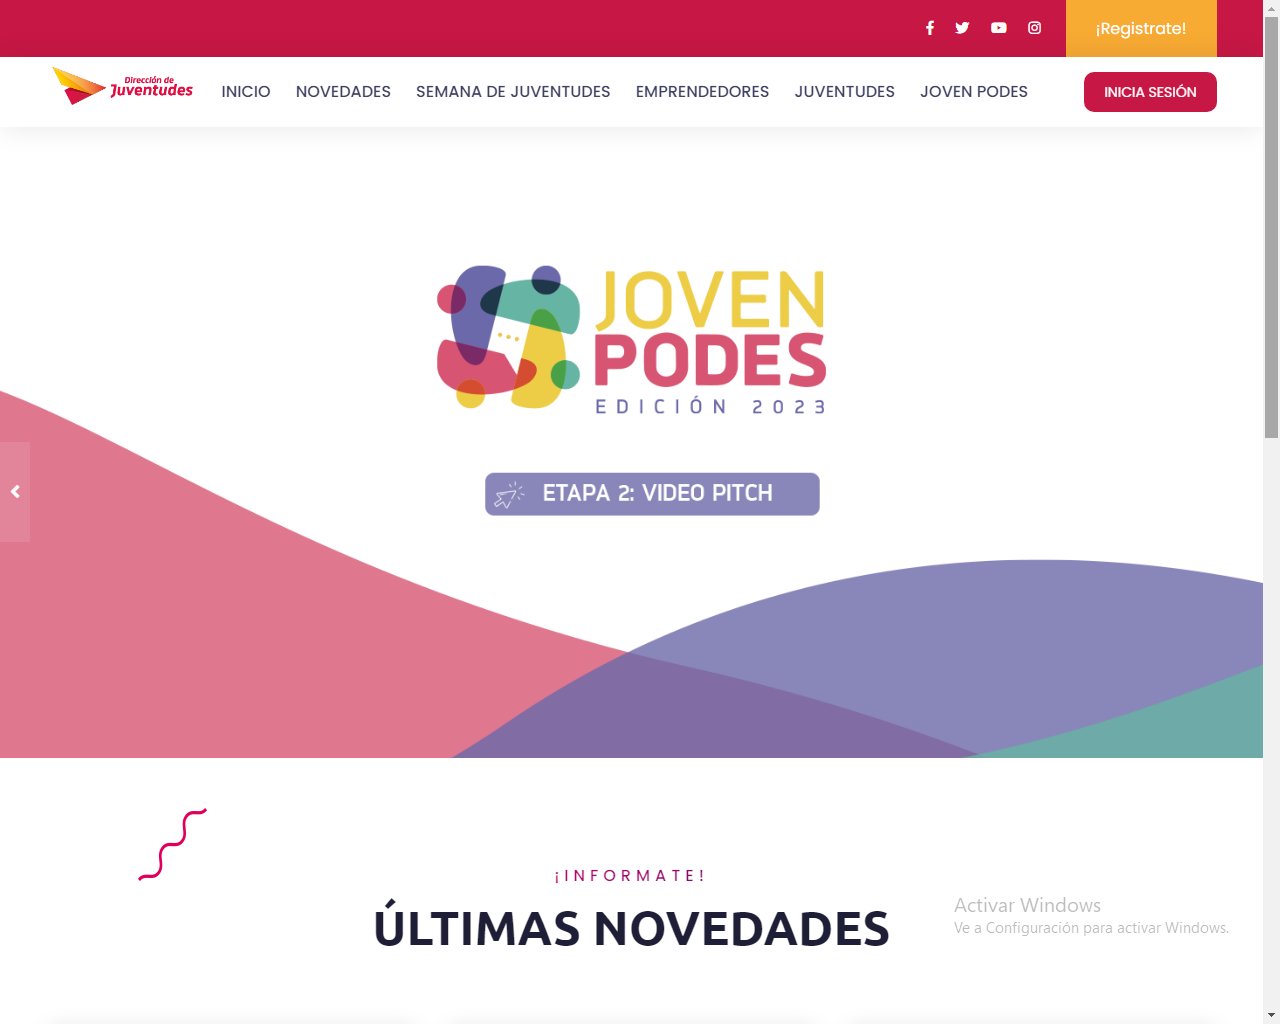 ¡Registrate!
Dirección de
Juventudes
INICIO NOVEDADES SEMANA DE JUVENTUDES EMPRENDEDORES JUVENTUDES JOVEN PODES
INICIA SESIÓN
JOVEN
PODES
EDICIÓN 2023
ETAPA 2: VIDEO PITCH
¡INFORMATE!
ÚLTIMAS NOVEDADES
Activar Windows
Ve a Configuración para activar Windows.